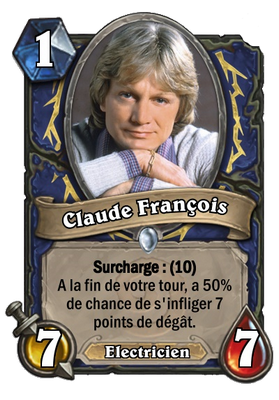 1
Claude François
Surcharge : (10)
A la fin de votre tour, a 50%
de chance de s'infliger 7
points de dégât.
7
Electricien
7